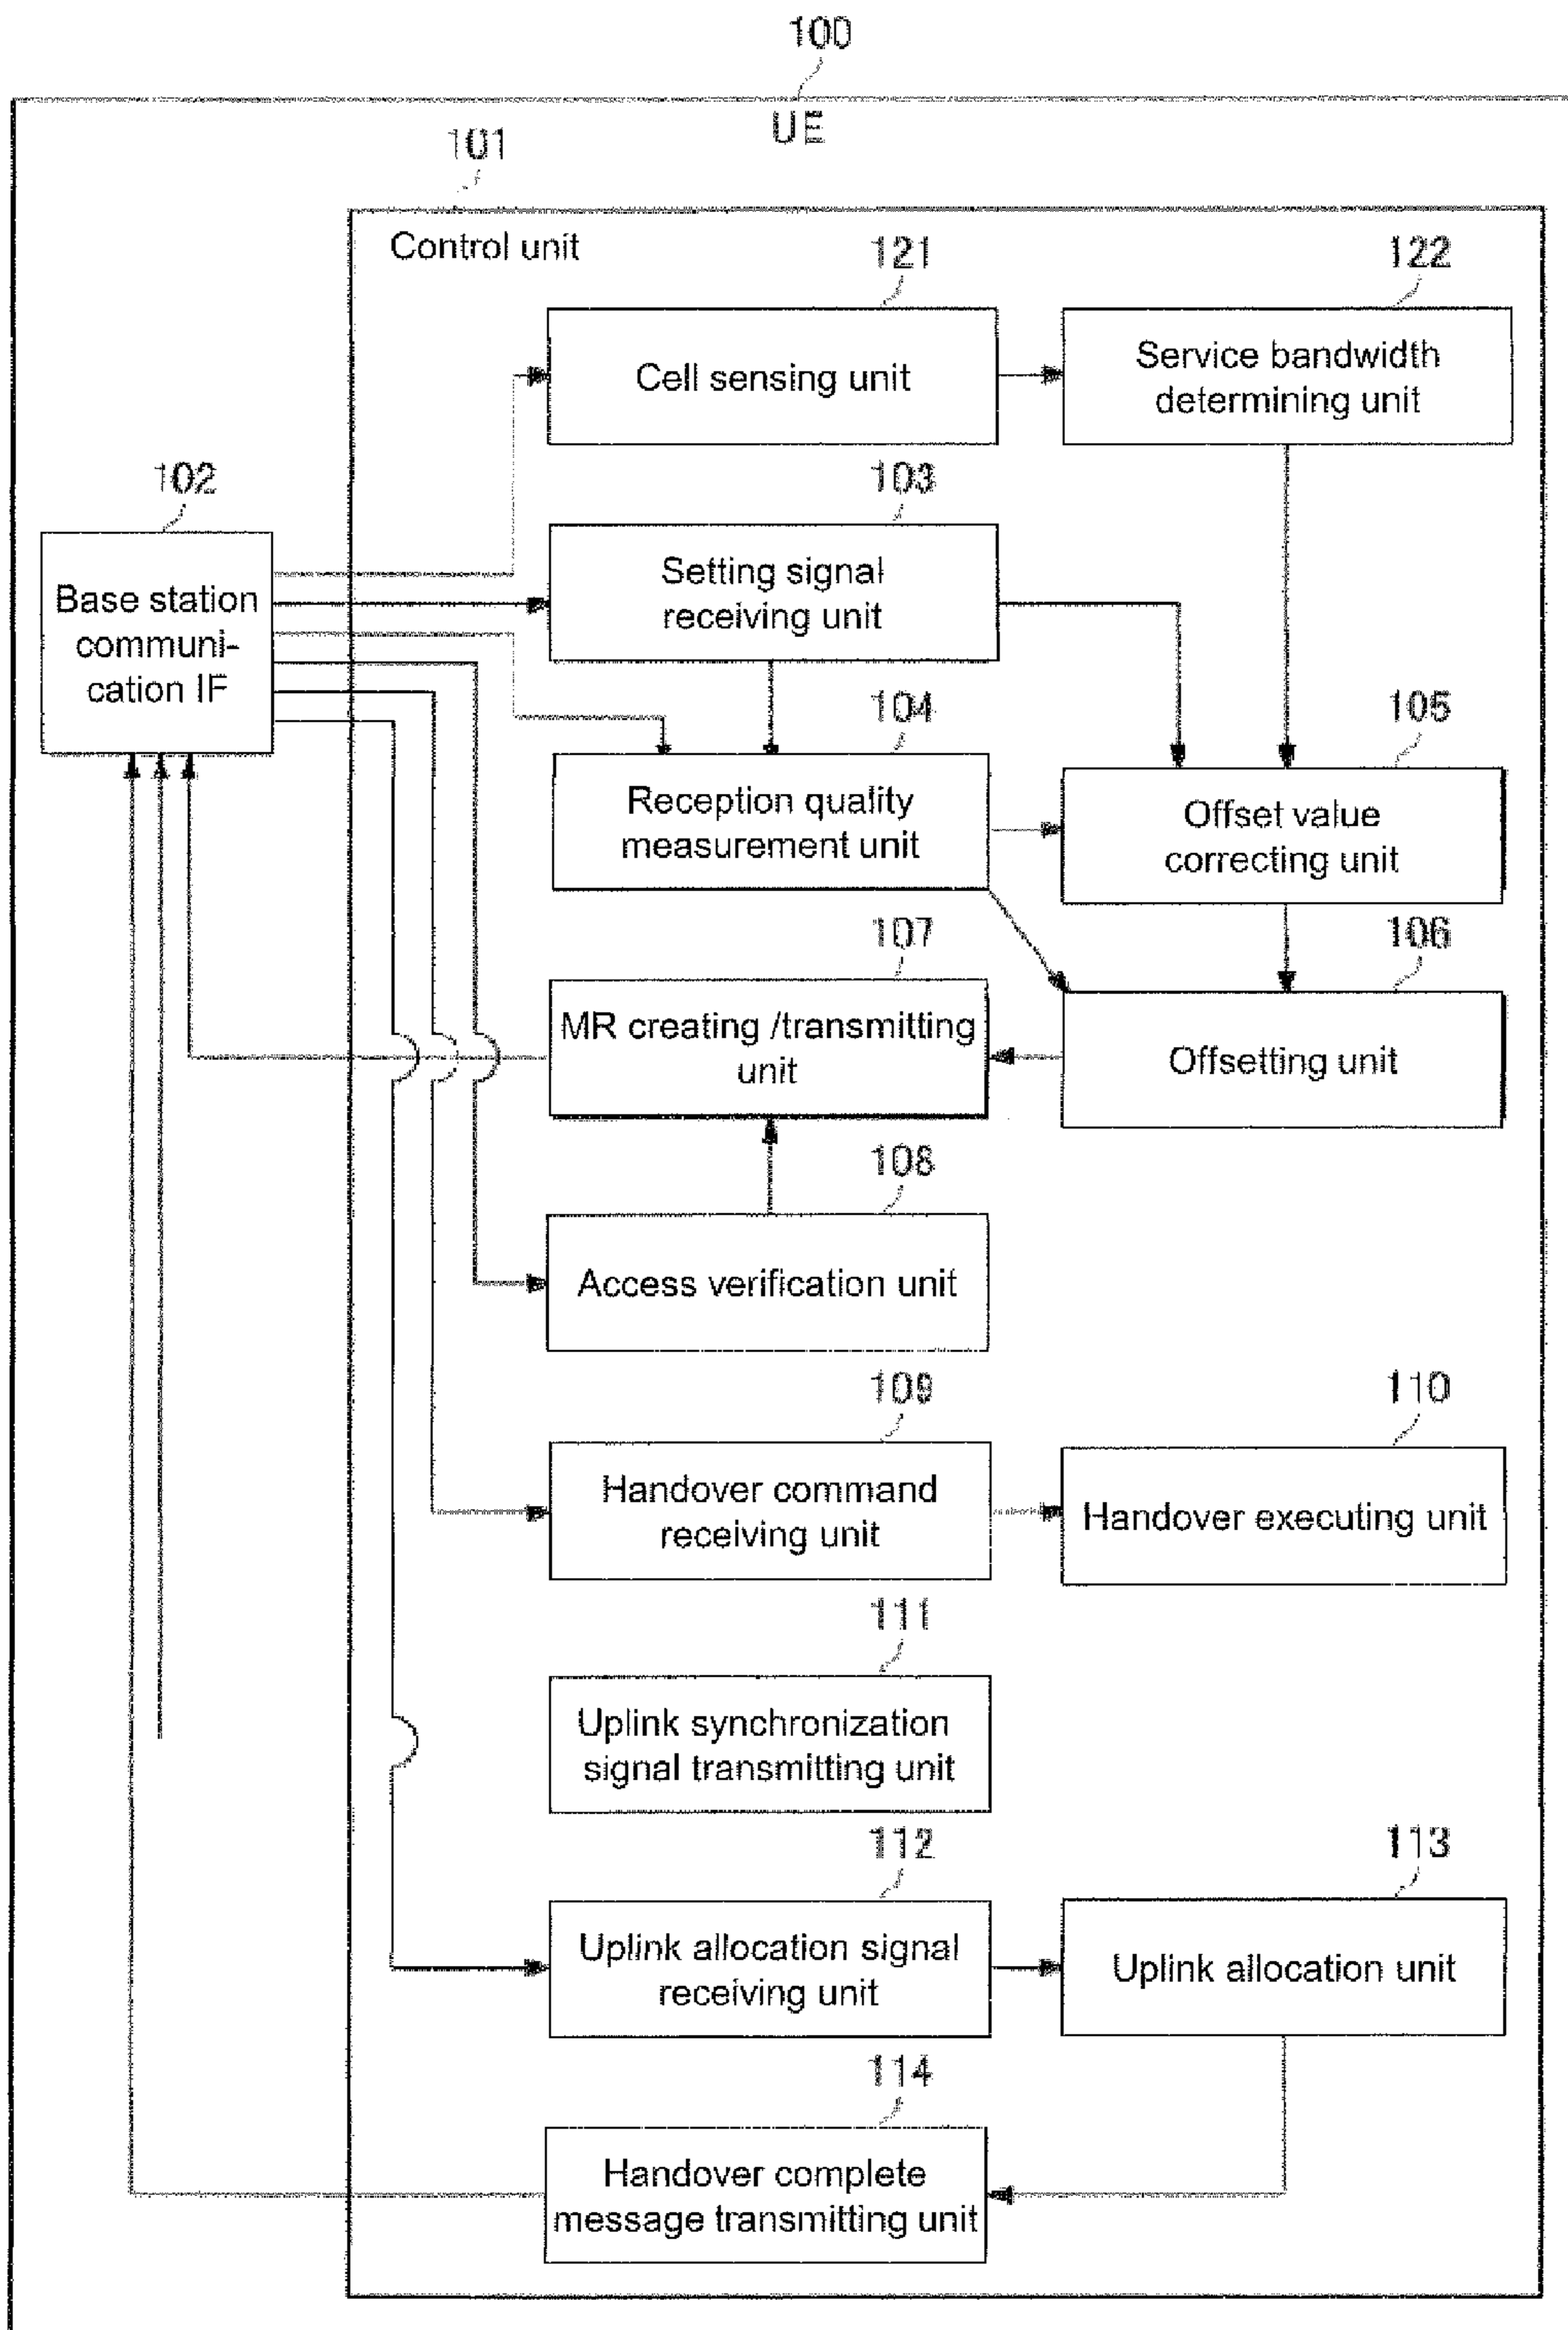 100
UE
101
Control unit
121
122
Cell sensing unit
Service bandwidth
determining unit
102
103
Base station
communi-
cation IF
Setting signal
receiving unit
104
105
Reception quality
measurement unit
Offset value
correcting unit
107
106
MR creating /transmitting
unit
Offsetting unit
108
Access verification unit
109
110
Handover command
receiving unit
Handover executing unit
111
Uplink synchronization
signal transmitting unit
112
113
Uplink allocation signal
receiving unit
Uplink allocation unit
114
Handover complete
message transmitting unit